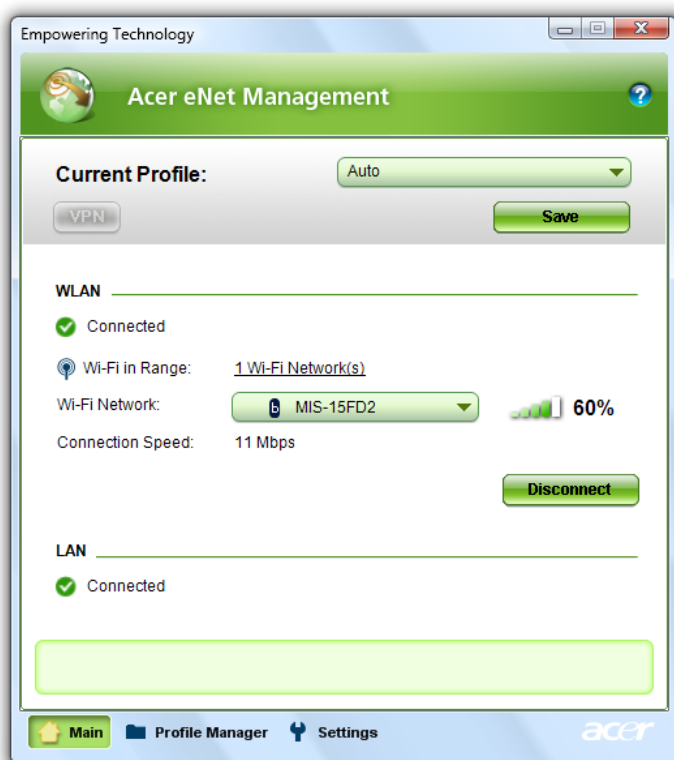 Empowering Technology
Acer eNet Management
?
Current Profile: Auto
VPN Save
WLAN
Connected
Wi-Fi in Range: 1 Wi-Fi Network(s)
Wi-Fi Network: b MIS-15FD2 60%
Connection Speed: 11 Mbps
Disconnect
LAN
Connected
Main Profile Manager Settings acer